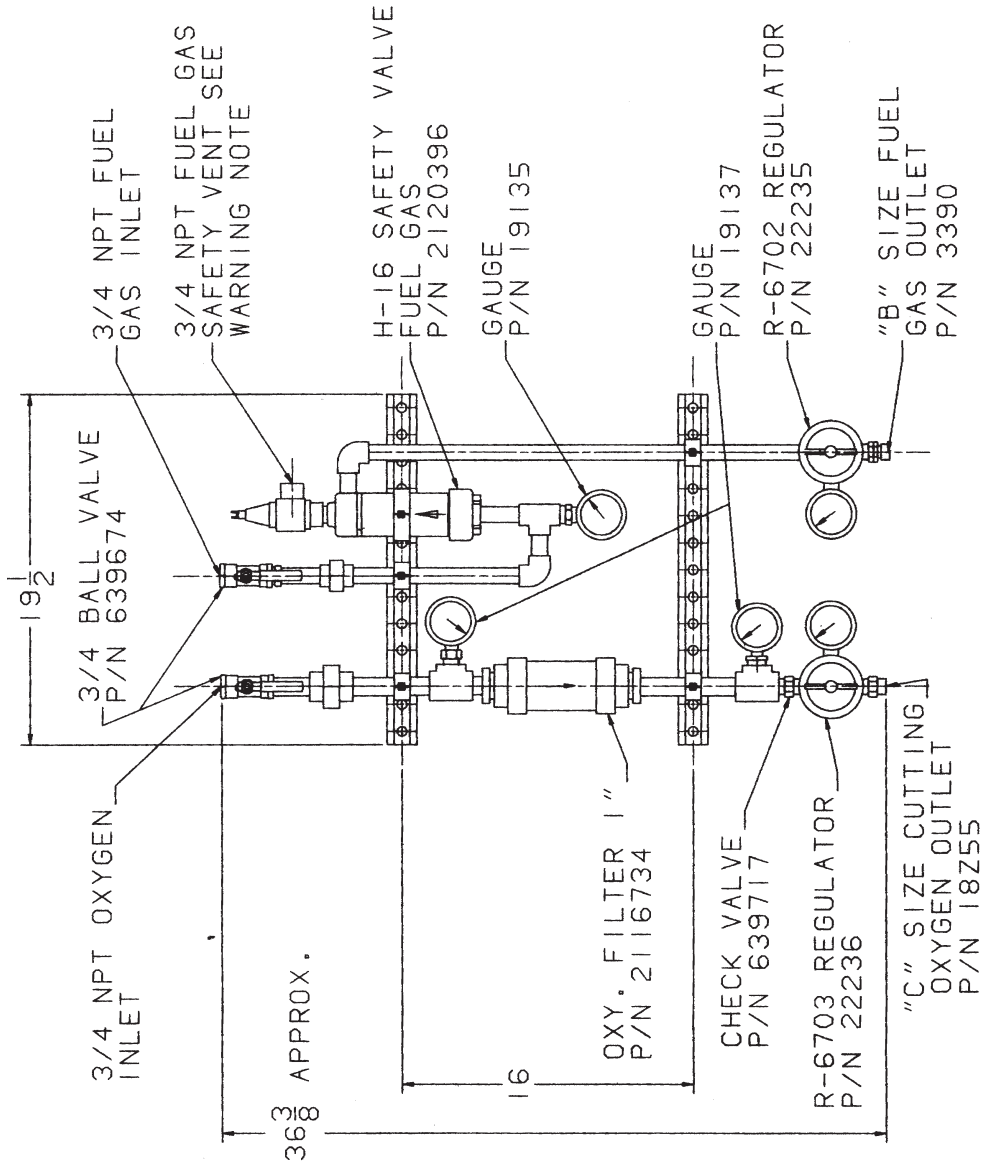 19 1/2
3/4 NPT FUEL
GAS INLET
3/4 NPT FUEL GAS
SAFETY VENT SEE
WARNING NOTE
3/4 BALL VALVE
P/N 639674
3/4 NPT OXYGEN
INLET
36 3/8 APPROX.
H-16 SAFETY VALVE
FUEL GAS
P/N 2120396
GAUGE
P/N 19135
16
OXY. FILTER 1"
P/N 2116734
GAUGE
P/N 19137
CHECK VALVE
P/N 639717
R-6702 REGULATOR
P/N 22235
R-6703 REGULATOR
P/N 22236
"B" SIZE FUEL
GAS OUTLET
P/N 3390
"C" SIZE CUTTING
OXYGEN OUTLET
P/N 18Z55